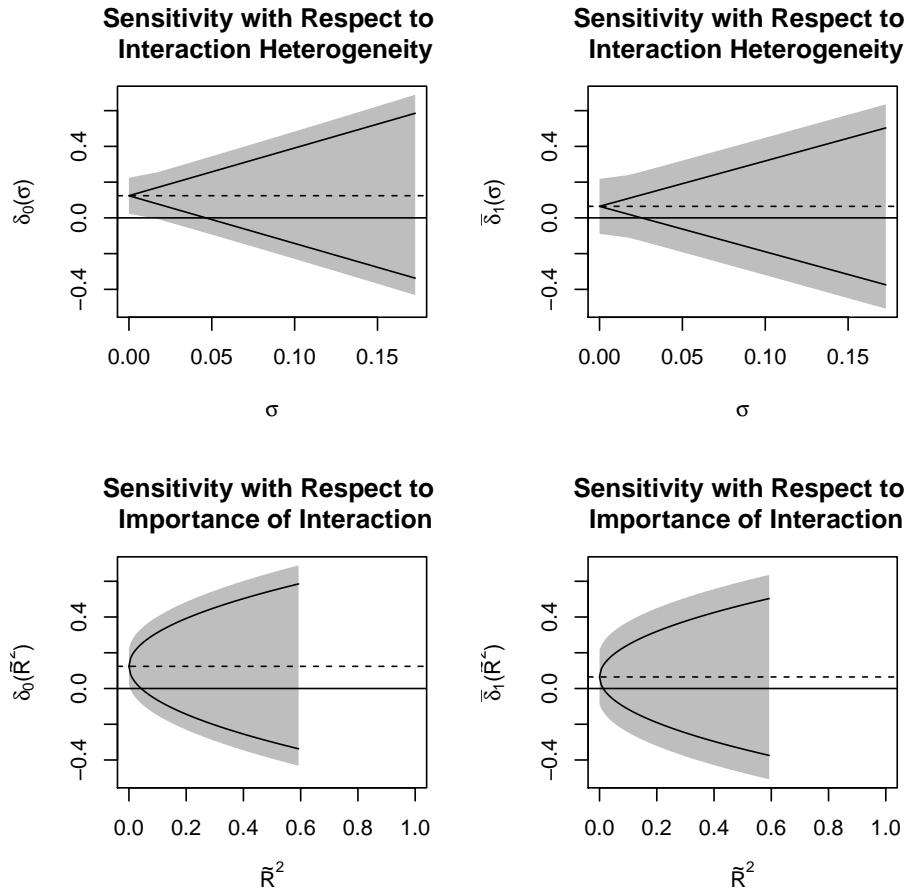 Sensitivity with Respect to
Interaction Heterogeneity
δ₀(σ)
0.4
0.0
−0.4
0.00 0.05 0.10 0.15
σ
Sensitivity with Respect to
Interaction Heterogeneity
δ̅₁(σ)
0.4
0.0
−0.4
0.00 0.05 0.10 0.15
σ
Sensitivity with Respect to
Importance of Interaction
δ₀(R̃²)
0.4
0.0
−0.4
0.0 0.2 0.4 0.6 0.8 1.0
R̃²
Sensitivity with Respect to
Importance of Interaction
δ̅₁(R̃²)
0.4
0.0
−0.4
0.0 0.2 0.4 0.6 0.8 1.0
R̃²